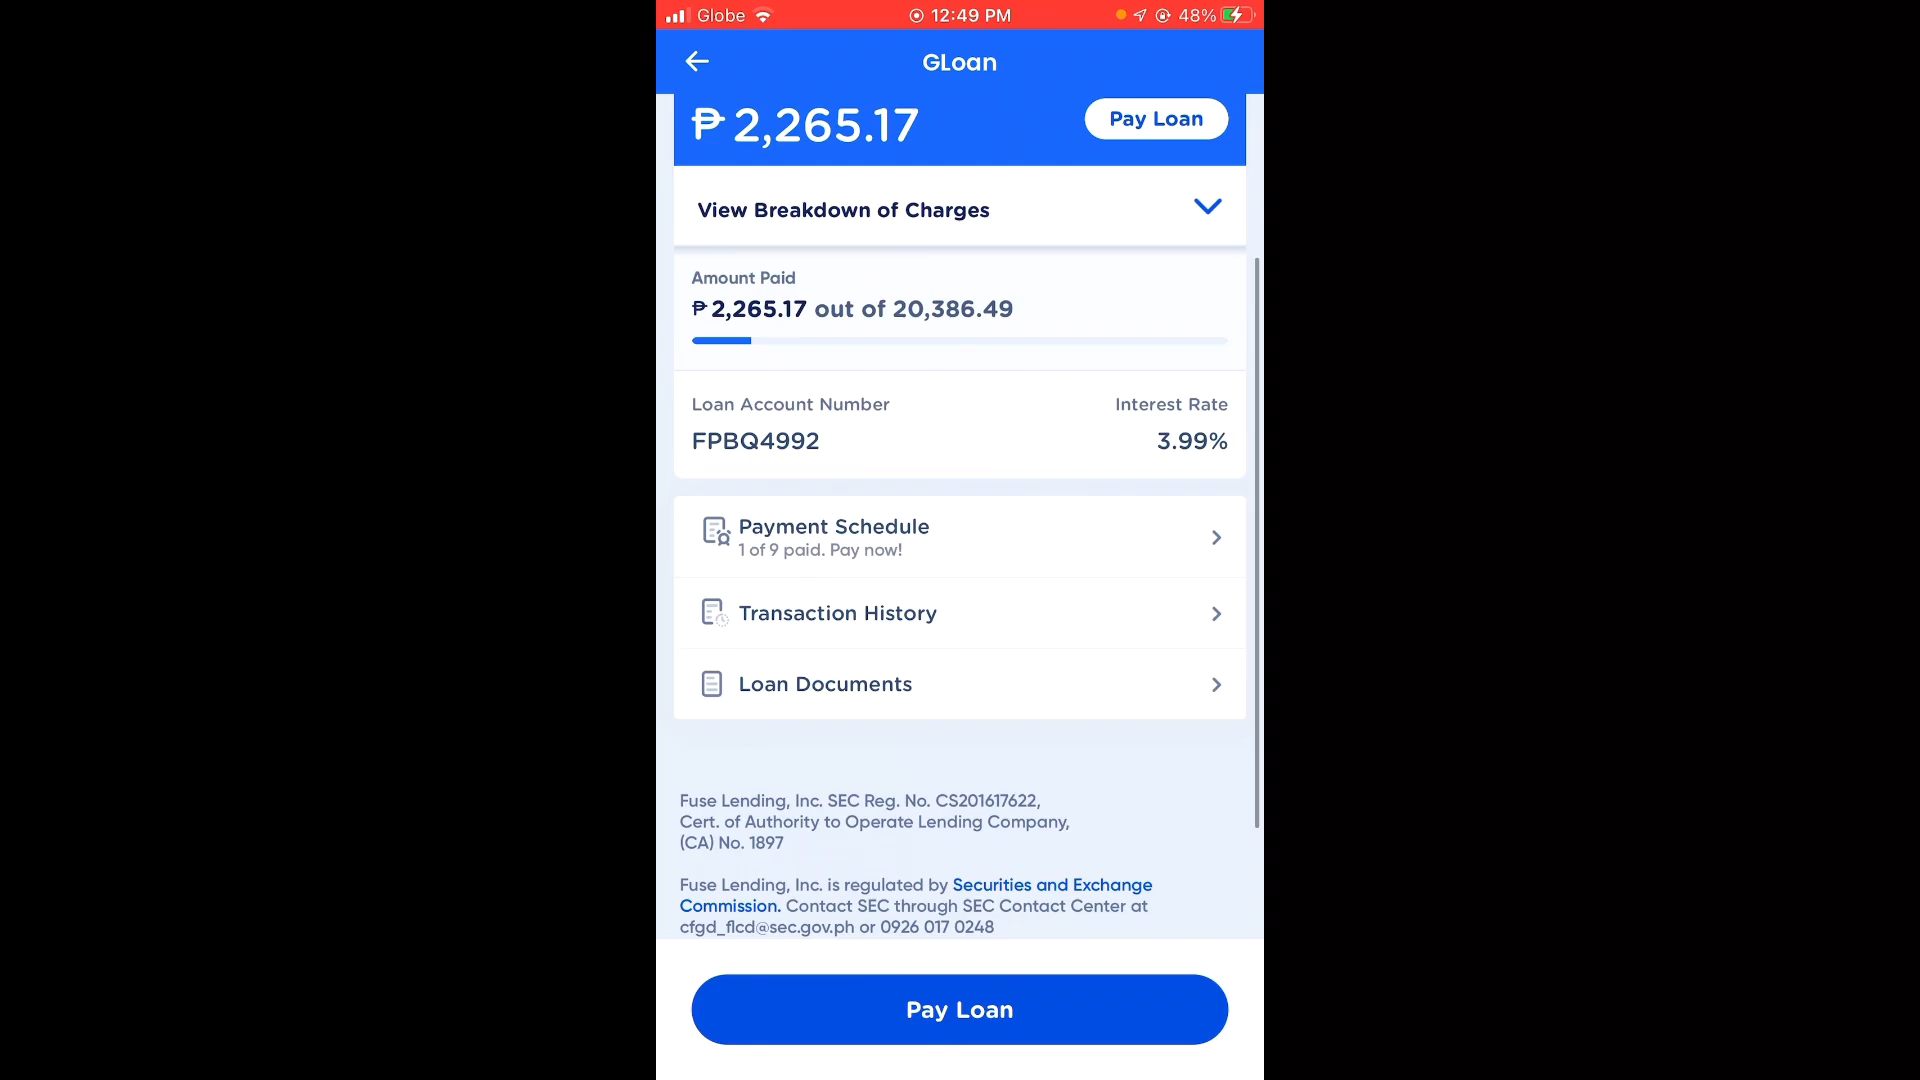 Globe 12:49 PM 48%
GLoan
₱ 2,265.17 Pay Loan
View Breakdown of Charges
Amount Paid
₱ 2,265.17 out of 20,386.49
Loan Account Number Interest Rate
FPBQ4992 3.99%
Payment Schedule
1 of 9 paid. Pay now!
Transaction History
Loan Documents
Fuse Lending, Inc. SEC Reg. No. CS201617622,
Cert. of Authority to Operate Lending Company,
(CA) No. 1897
Fuse Lending, Inc. is regulated by Securities and Exchange
Commission. Contact SEC through SEC Contact Center at
cfgd_flcd@sec.gov.ph or 0926 017 0248
Pay Loan